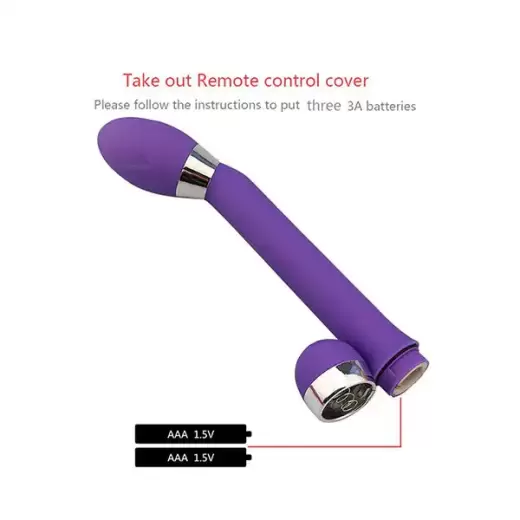 Take out Remote control cover
Please follow the instructions to put three 3A batteries
AAA 1.5V
AAA 1.5V